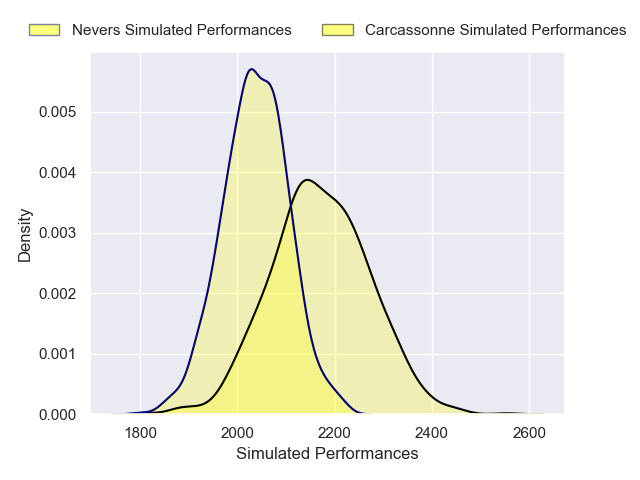 Nevers Simulated Performances Carcassonne Simulated Performances
0.005
0.004
0.003
0.002
0.001
0.000
Density
1800 2000 2200 2400 2600
Simulated Performances